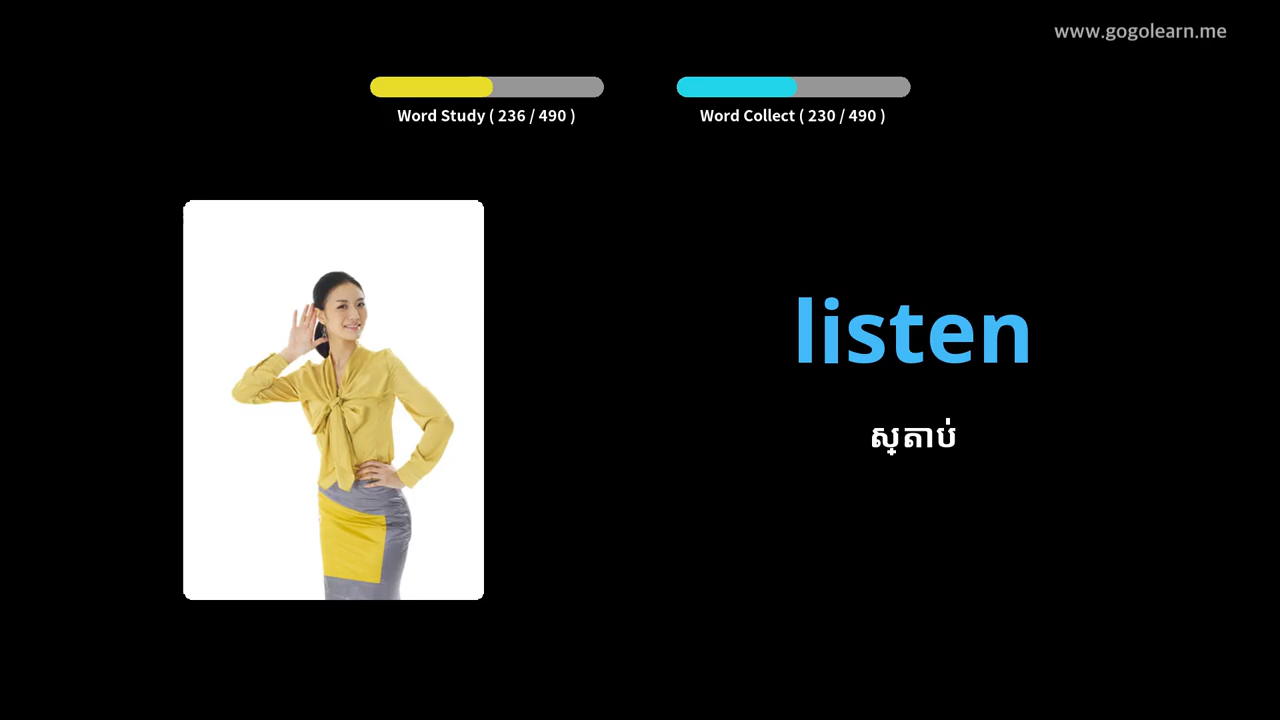 www.gogolearn.me
Word Study ( 236 / 490 )
Word Collect ( 230 / 490 )
listen
ស្តាប់